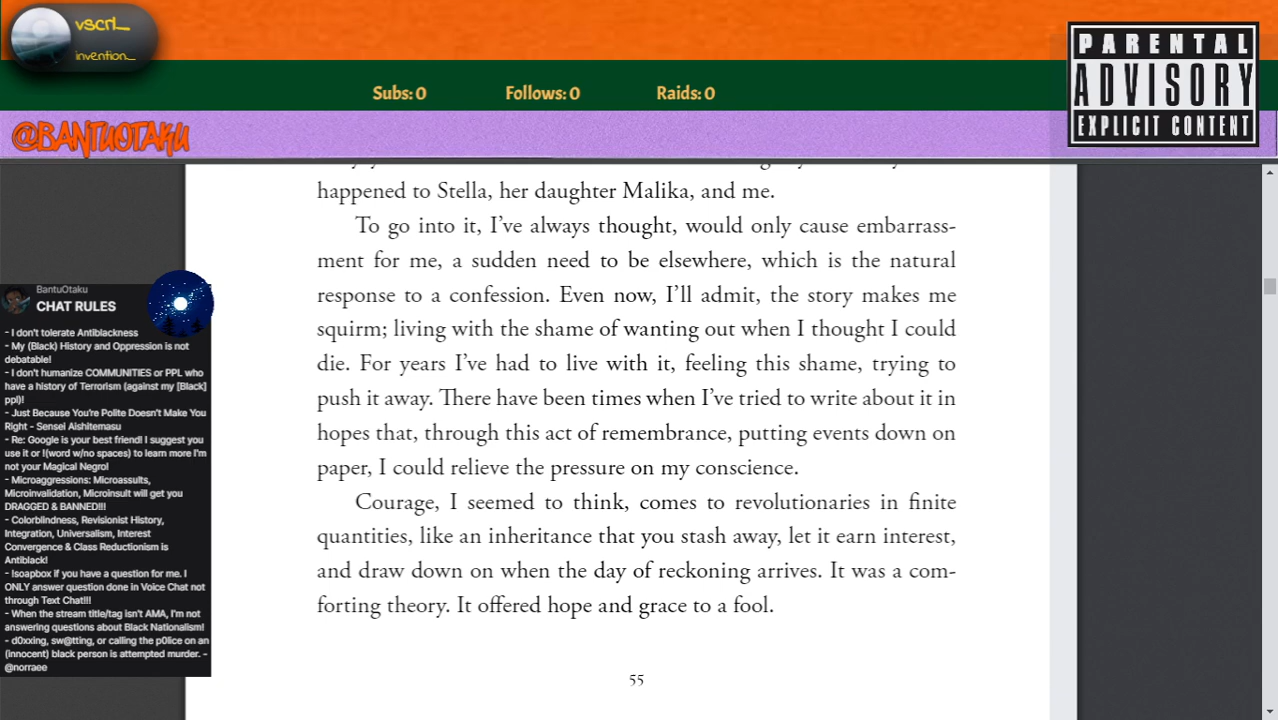 vscrl_
invention_
PARENTAL
ADVISORY
EXPLICIT CONTENT
Subs: 0 Follows: 0 Raids: 0
@BANTUOTAKU
happened to Stella, her daughter Malika, and me.
To go into it, I’ve always thought, would only cause embarrass-
ment for me, a sudden need to be elsewhere, which is the natural
response to a confession. Even now, I’ll admit, the story makes me
squirm; living with the shame of wanting out when I thought I could
die. For years I’ve had to live with it, feeling this shame, trying to
push it away. There have been times when I’ve tried to write about it in
hopes that, through this act of remembrance, putting events down on
paper, I could relieve the pressure on my conscience.
Courage, I seemed to think, comes to revolutionaries in finite
quantities, like an inheritance that you stash away, let it earn interest,
and draw down on when the day of reckoning arrives. It was a com-
forting theory. It offered hope and grace to a fool.
55
BantuOtaku
CHAT RULES
- I don't tolerate Antiblackness
- My (Black) History and Oppression is not
debatable!
- I don't humanize COMMUNITIES or PPL who
have a history of Terrorism (against my [Black]
ppl)!
- Just Because You're Polite Doesn't Make You
Right - Sensei Aishitemasu
- Re: Google is your best friend! I suggest you
use it or !(word w/no spaces) to learn more I'm
not your Magical Negro!
- Microaggressions: Microassults,
Microinvalidation, Microinsult will get you
DRAGGED & BANNED!!!
- Colorblindness, Revisionist History,
Integration, Universalism, Interest
Convergence & Class Reductionism is
Antiblack!
- !soapbox if you have a question for me. I
ONLY answer question done in Voice Chat not
through Text Chat!!!
- When the stream title/tag isn't AMA, I'm not
answering questions about Black Nationalism!
- d0xxing, sw@tting, or calling the p0lice on an
(innocent) black person is attempted murder. -
@norraee